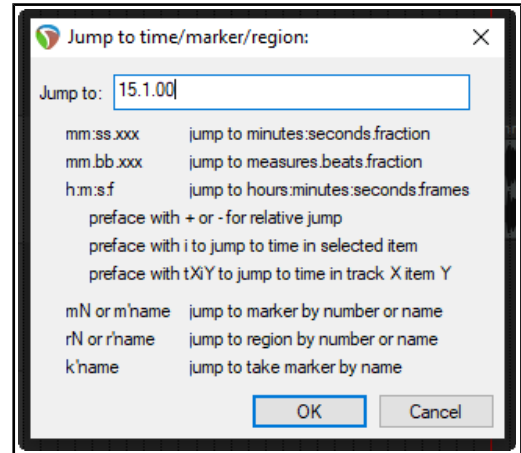 Jump to time/marker/region:
Jump to: 15.1.00
mm:ss.xxx jump to minutes:seconds.fraction
mm.bb.xxx jump to measures.beats.fraction
h:m:s.f jump to hours:minutes:seconds.frames
preface with + or - for relative jump
preface with i to jump to time in selected item
preface with tXiY to jump to time in track X item Y
mN or m'name jump to marker by number or name
rN or r'name jump to region by number or name
k'name jump to take marker by name
OK Cancel